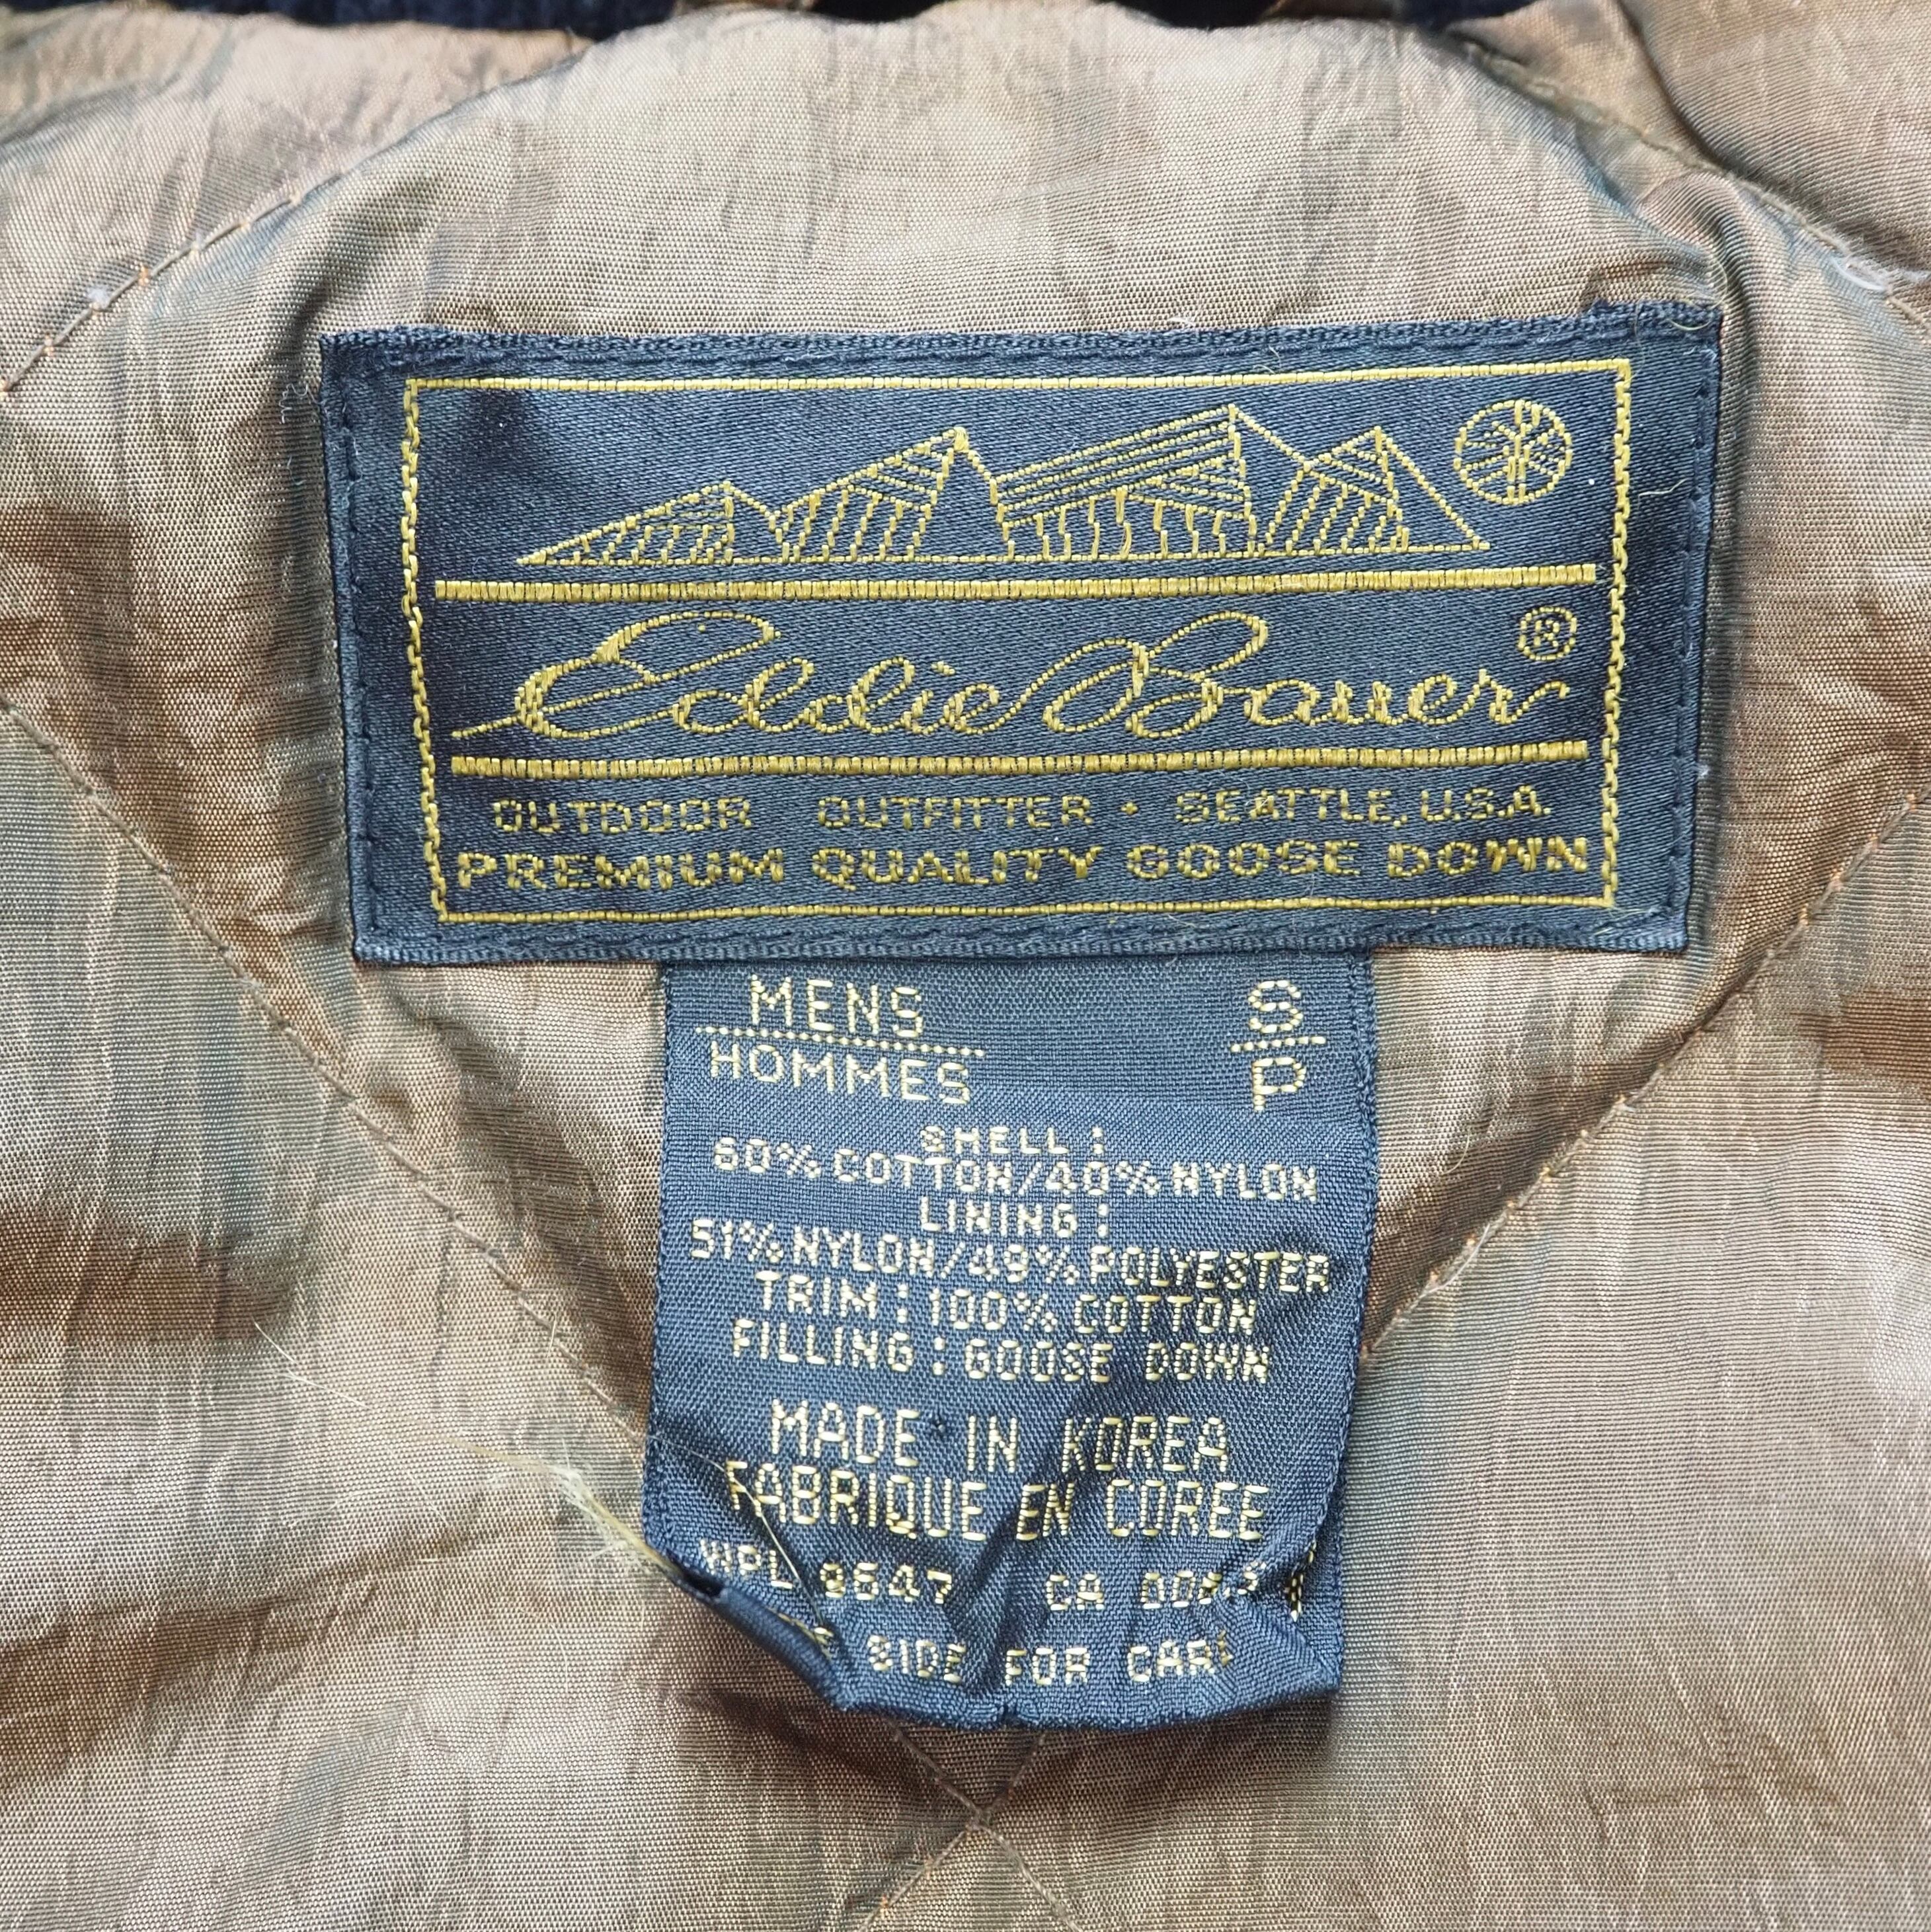 Eddie Bauer ®
OUTDOOR OUTFITTER · SEATTLE, U.S.A.
PREMIUM QUALITY GOOSE DOWN
MENS S
HOMMES P
SHELL:
60% COTTON/40% NYLON
LINING:
51% NYLON/49% POLYESTER
TRIM: 100% COTTON
FILLING: GOOSE DOWN
MADE IN KOREA
FABRIQUE EN COREE
WPL 9647 CA
SIDE FOR CARE